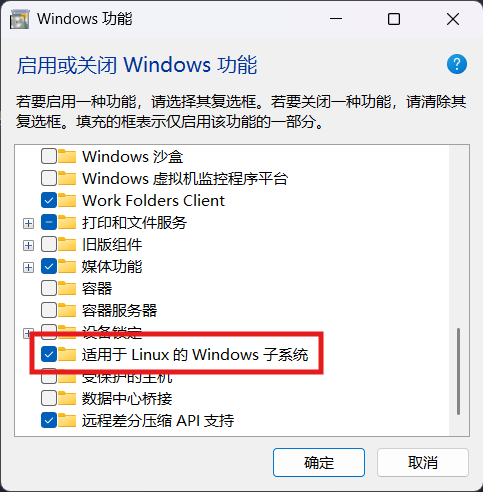 Windows 功能
启用或关闭 Windows 功能
?
若要启用一种功能，请选择其复选框。若要关闭一种功能，请清除其
复选框。填充的框表示仅启用该功能的一部分。
Windows 沙盒
Windows 虚拟机监控程序平台
Work Folders Client
打印和文件服务
旧版组件
媒体功能
容器
容器服务器
设备锁定
适用于 Linux 的 Windows 子系统
受保护的主机
数据中心桥接
远程差分压缩 API 支持
确定 取消